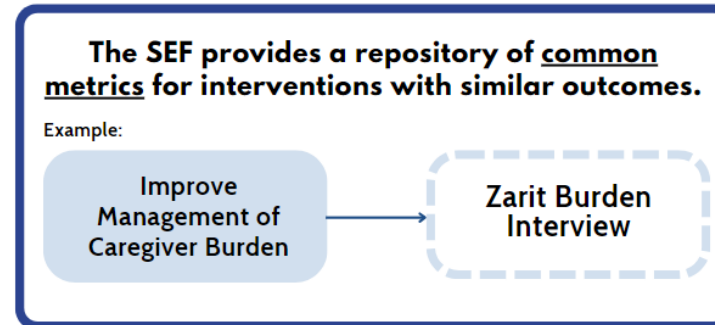 The SEF provides a repository of common
metrics for interventions with similar outcomes.
Example:
Improve
Management of
Caregiver Burden
Zarit Burden
Interview